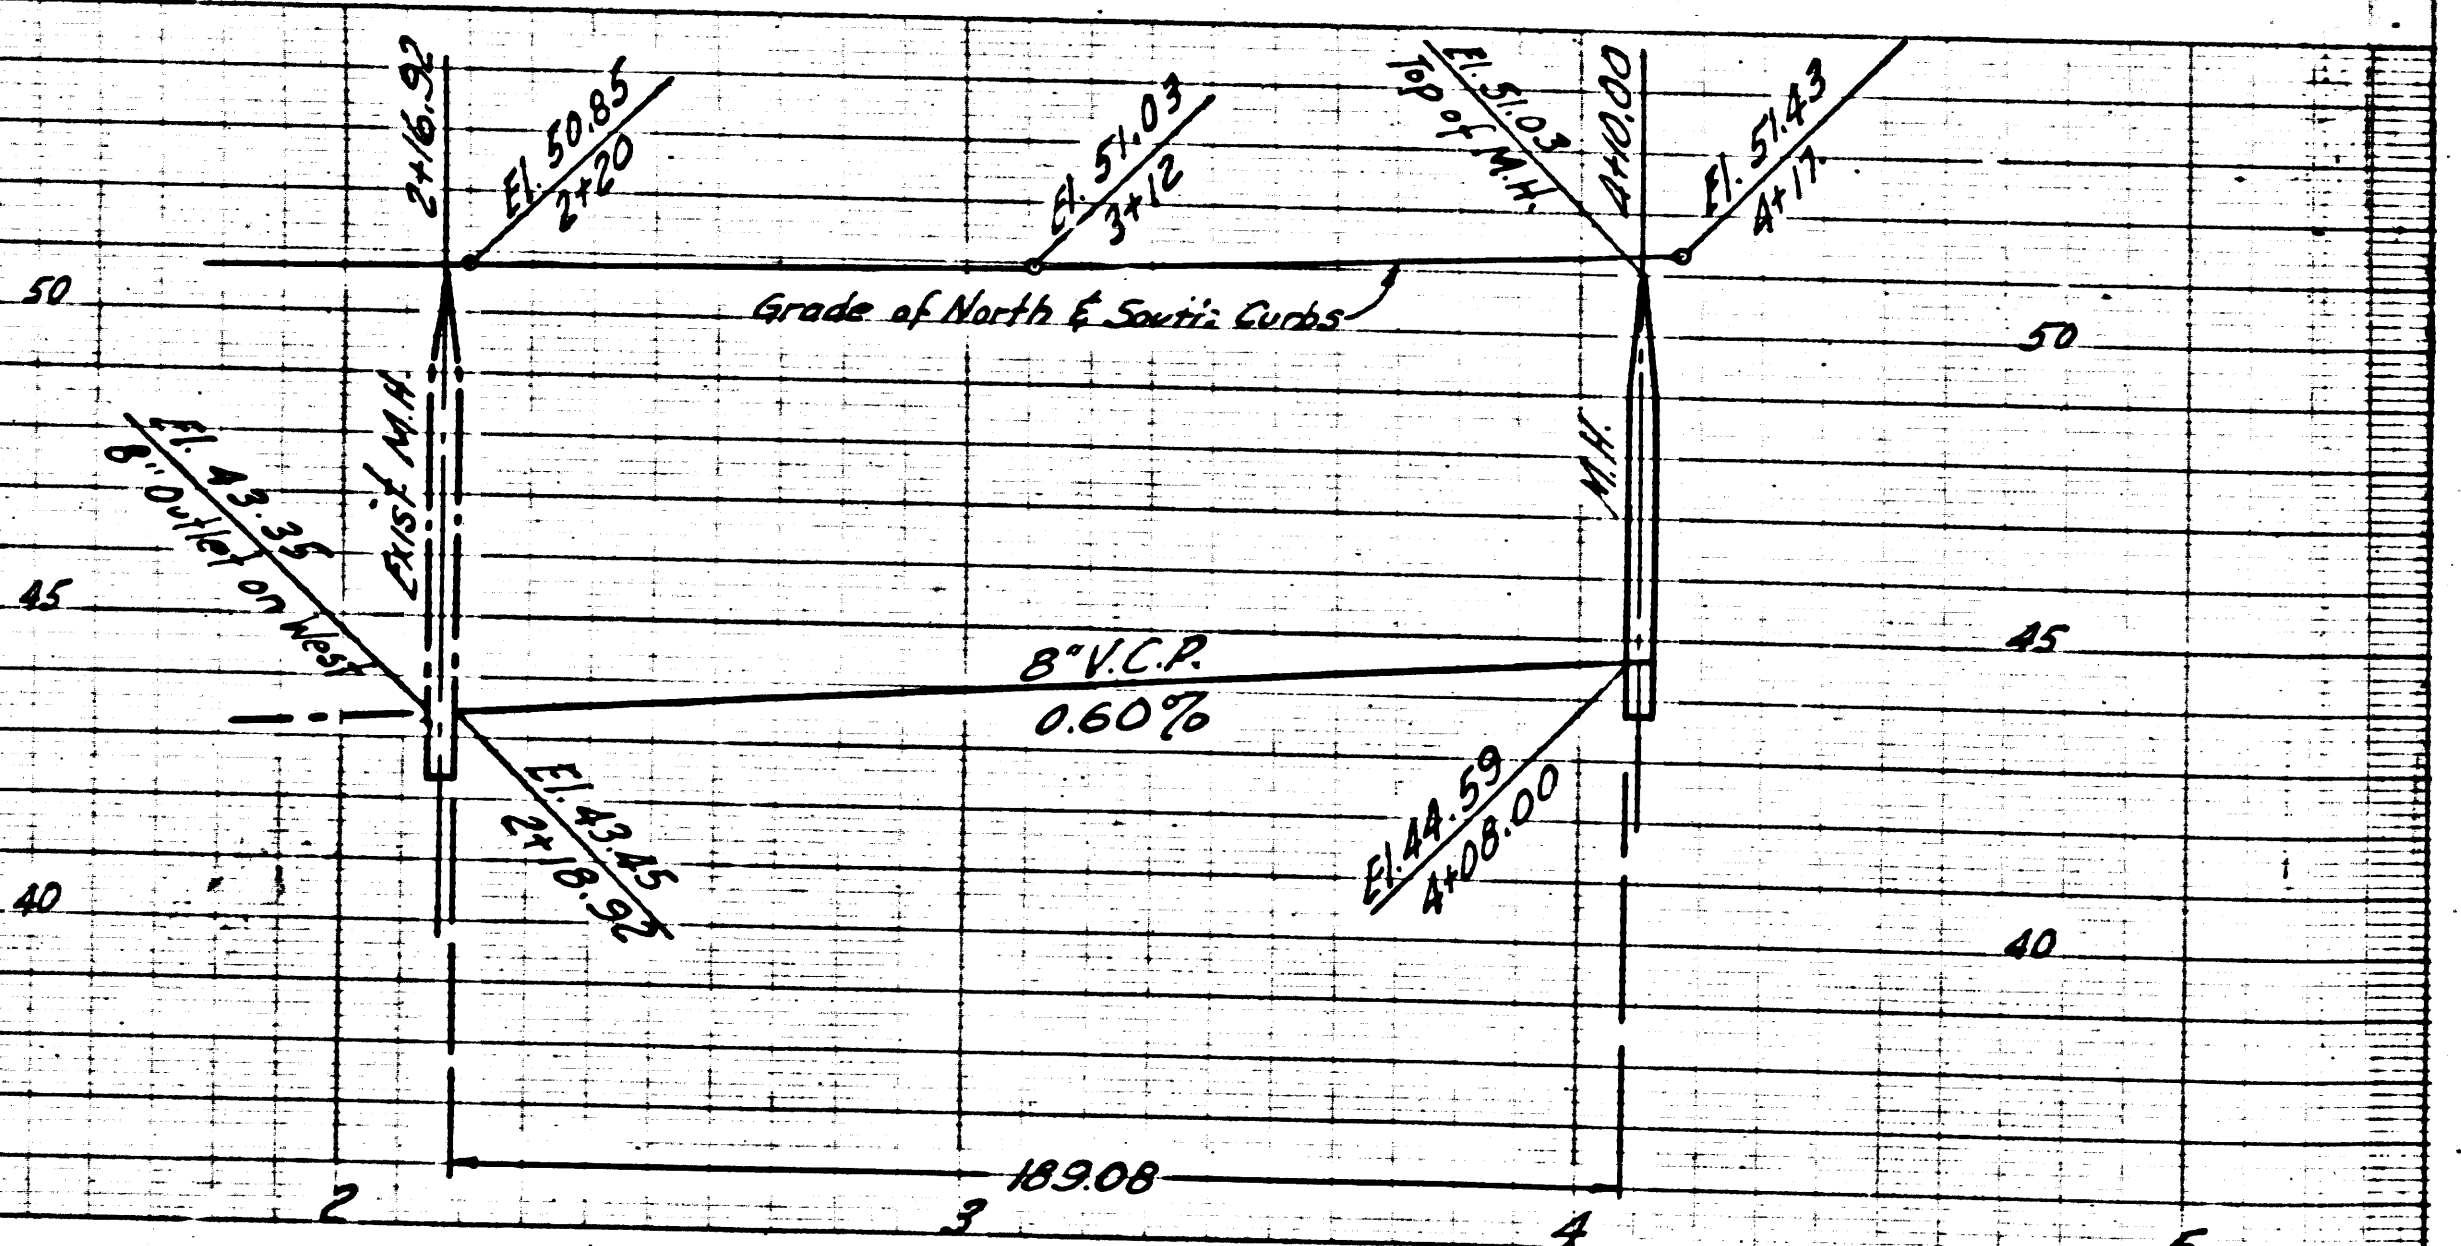 2+16.92
El. 50.85
2+20
El. 51.03
3+12
El. 51.03
Top of M.H.
4+10.00
El. 51.43
4+17.
50
Grade of North & South Curbs
50
Exist. M.H.
M.H.
El. 43.35
8" Outlet on West
45
45
8" V.C.P.
0.60%
El. 43.45
2+18.92
El. 44.59
4+08.00
40
40
189.08
2
3
4
5